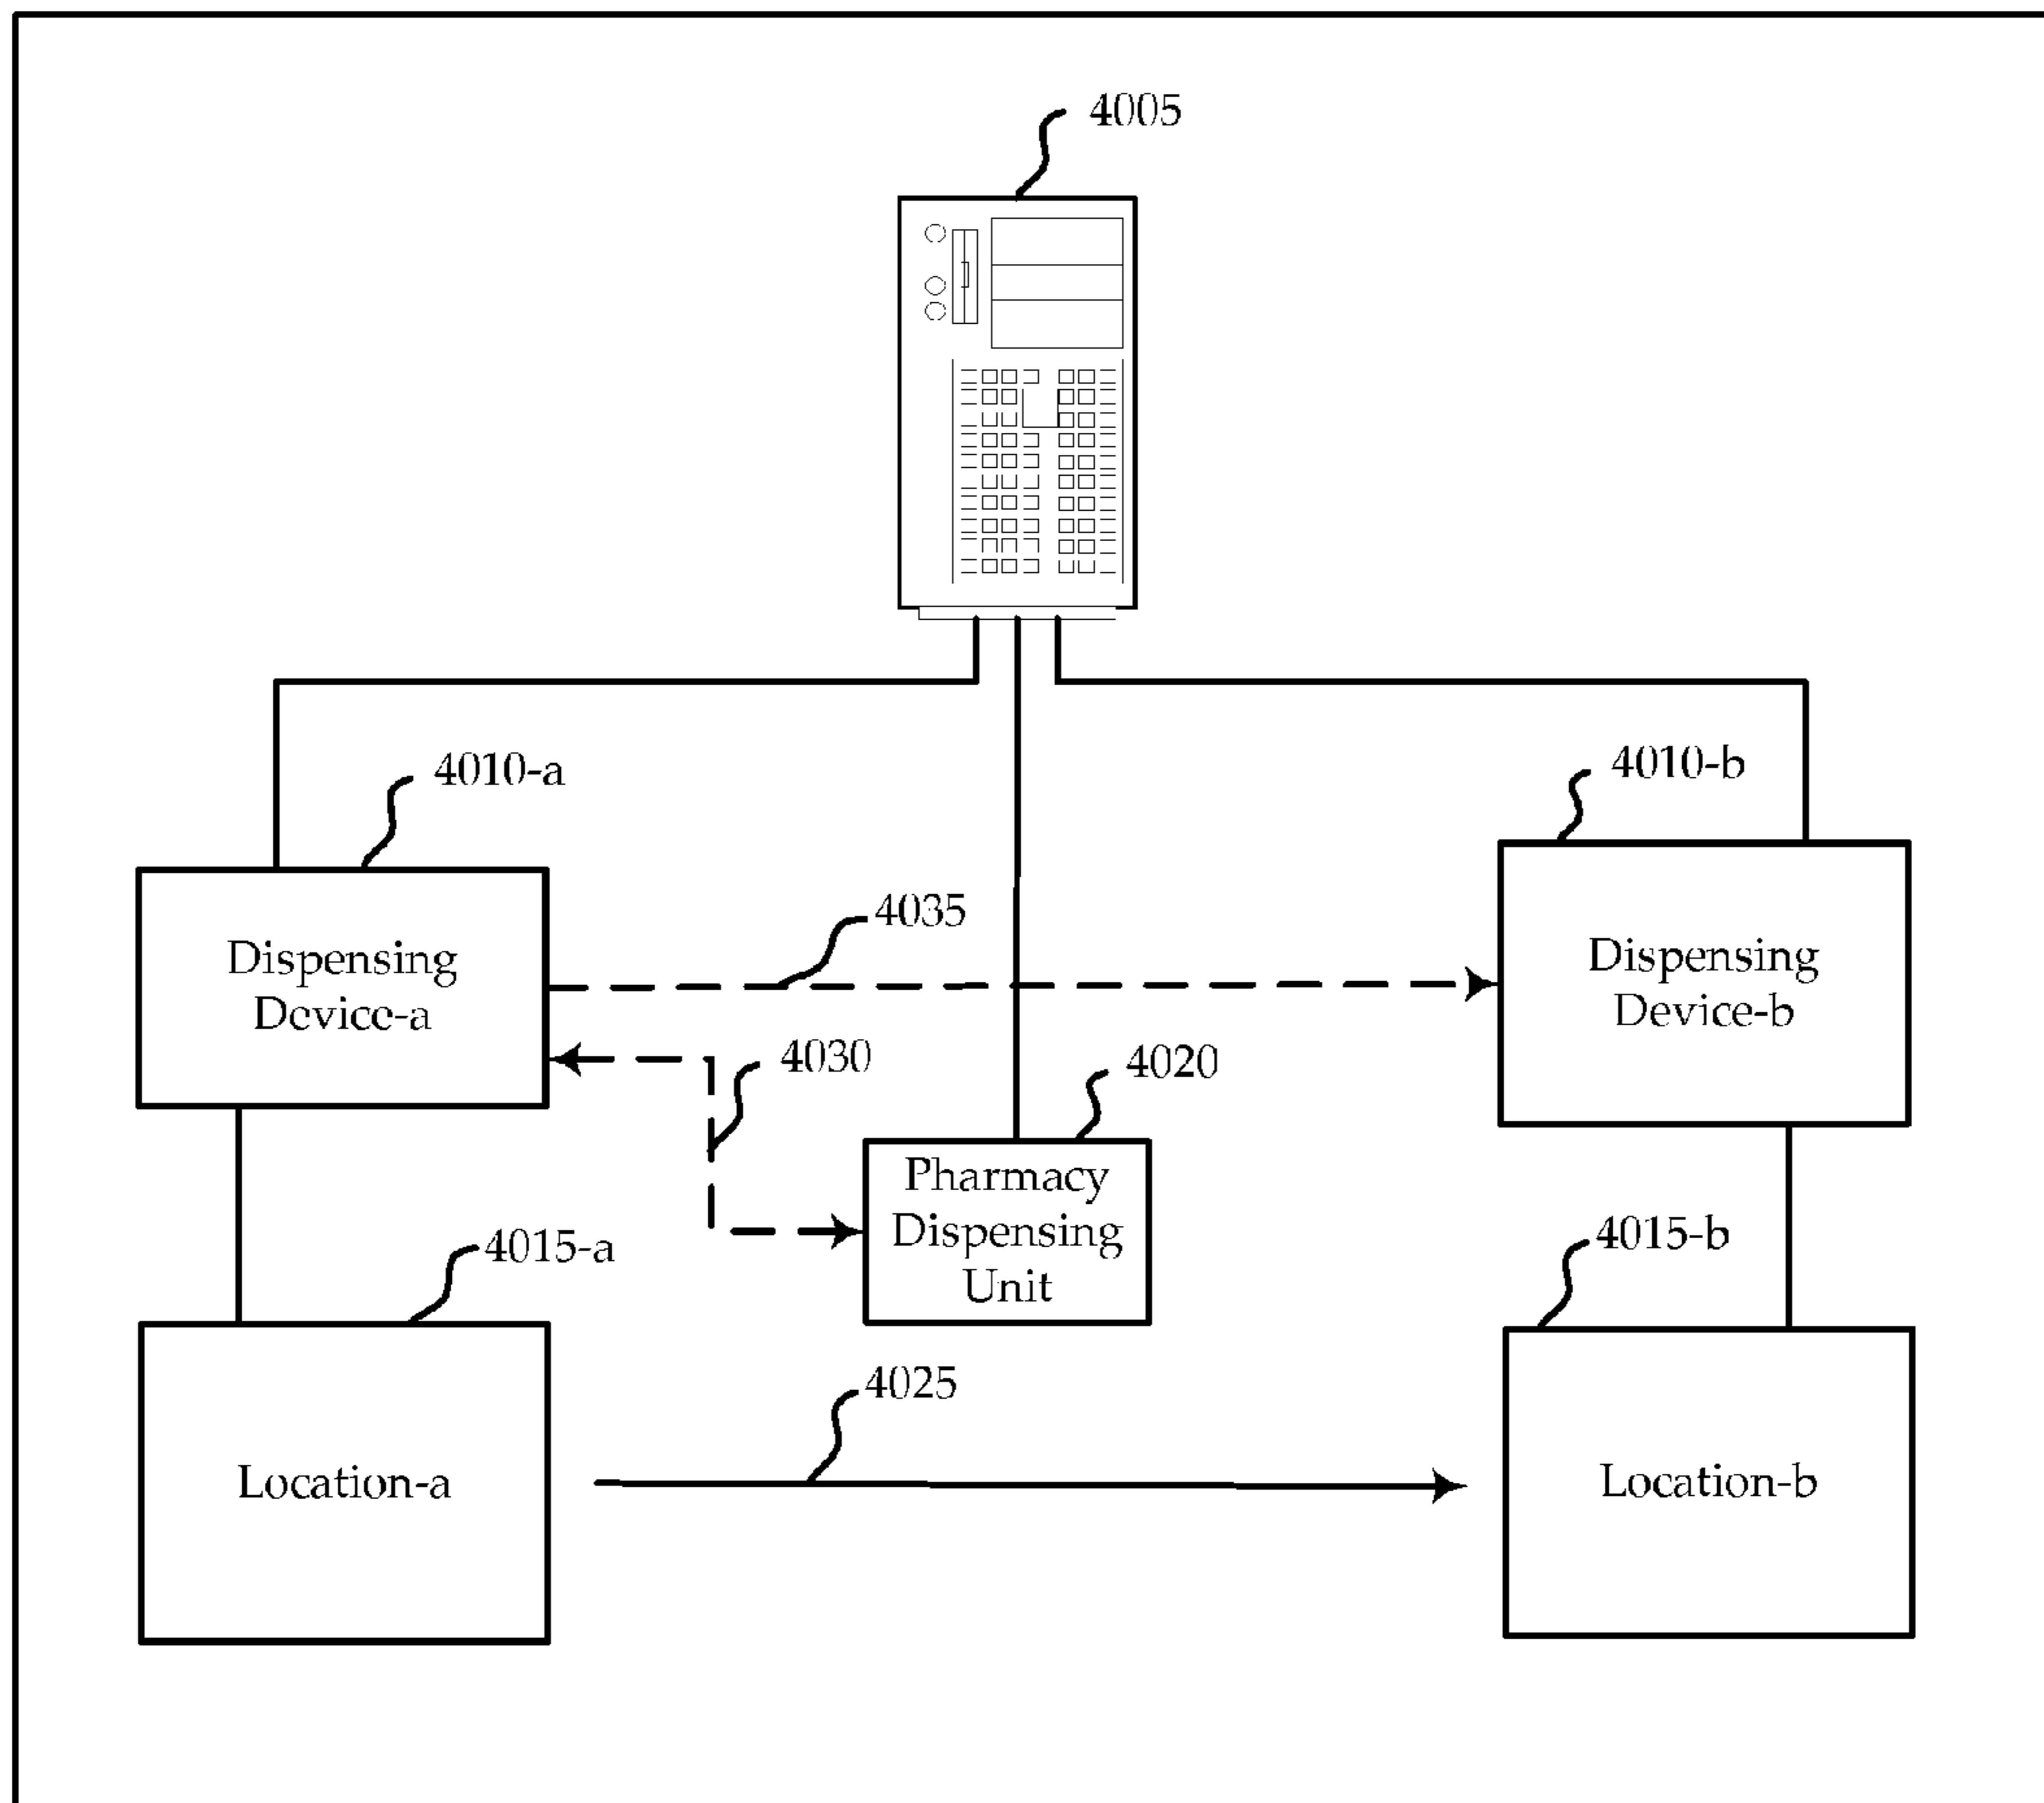 4005
4010-a
4010-b
4035
Dispensing
Device-a
Dispensing
Device-b
4030
4020
Pharmacy
Dispensing
Unit
4015-a
4015-b
4025
Location-a
Location-b